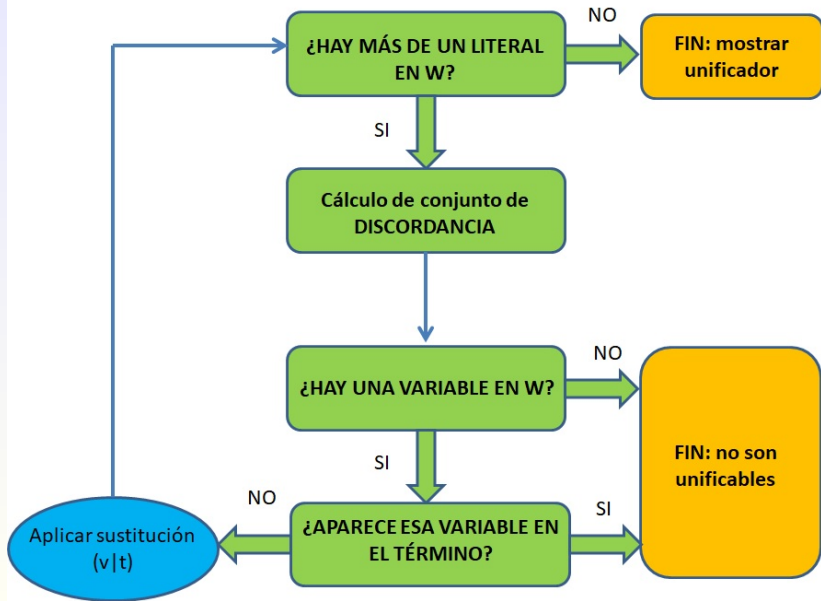 ¿HAY MÁS DE UN LITERAL
EN W?
NO
FIN: mostrar
unificador
SI
Cálculo de conjunto de
DISCORDANCIA
¿HAY UNA VARIABLE EN W?
NO
FIN: no son
unificables
SI
¿APARECE ESA VARIABLE EN
EL TÉRMINO?
NO
SI
Aplicar sustitución
(v|t)